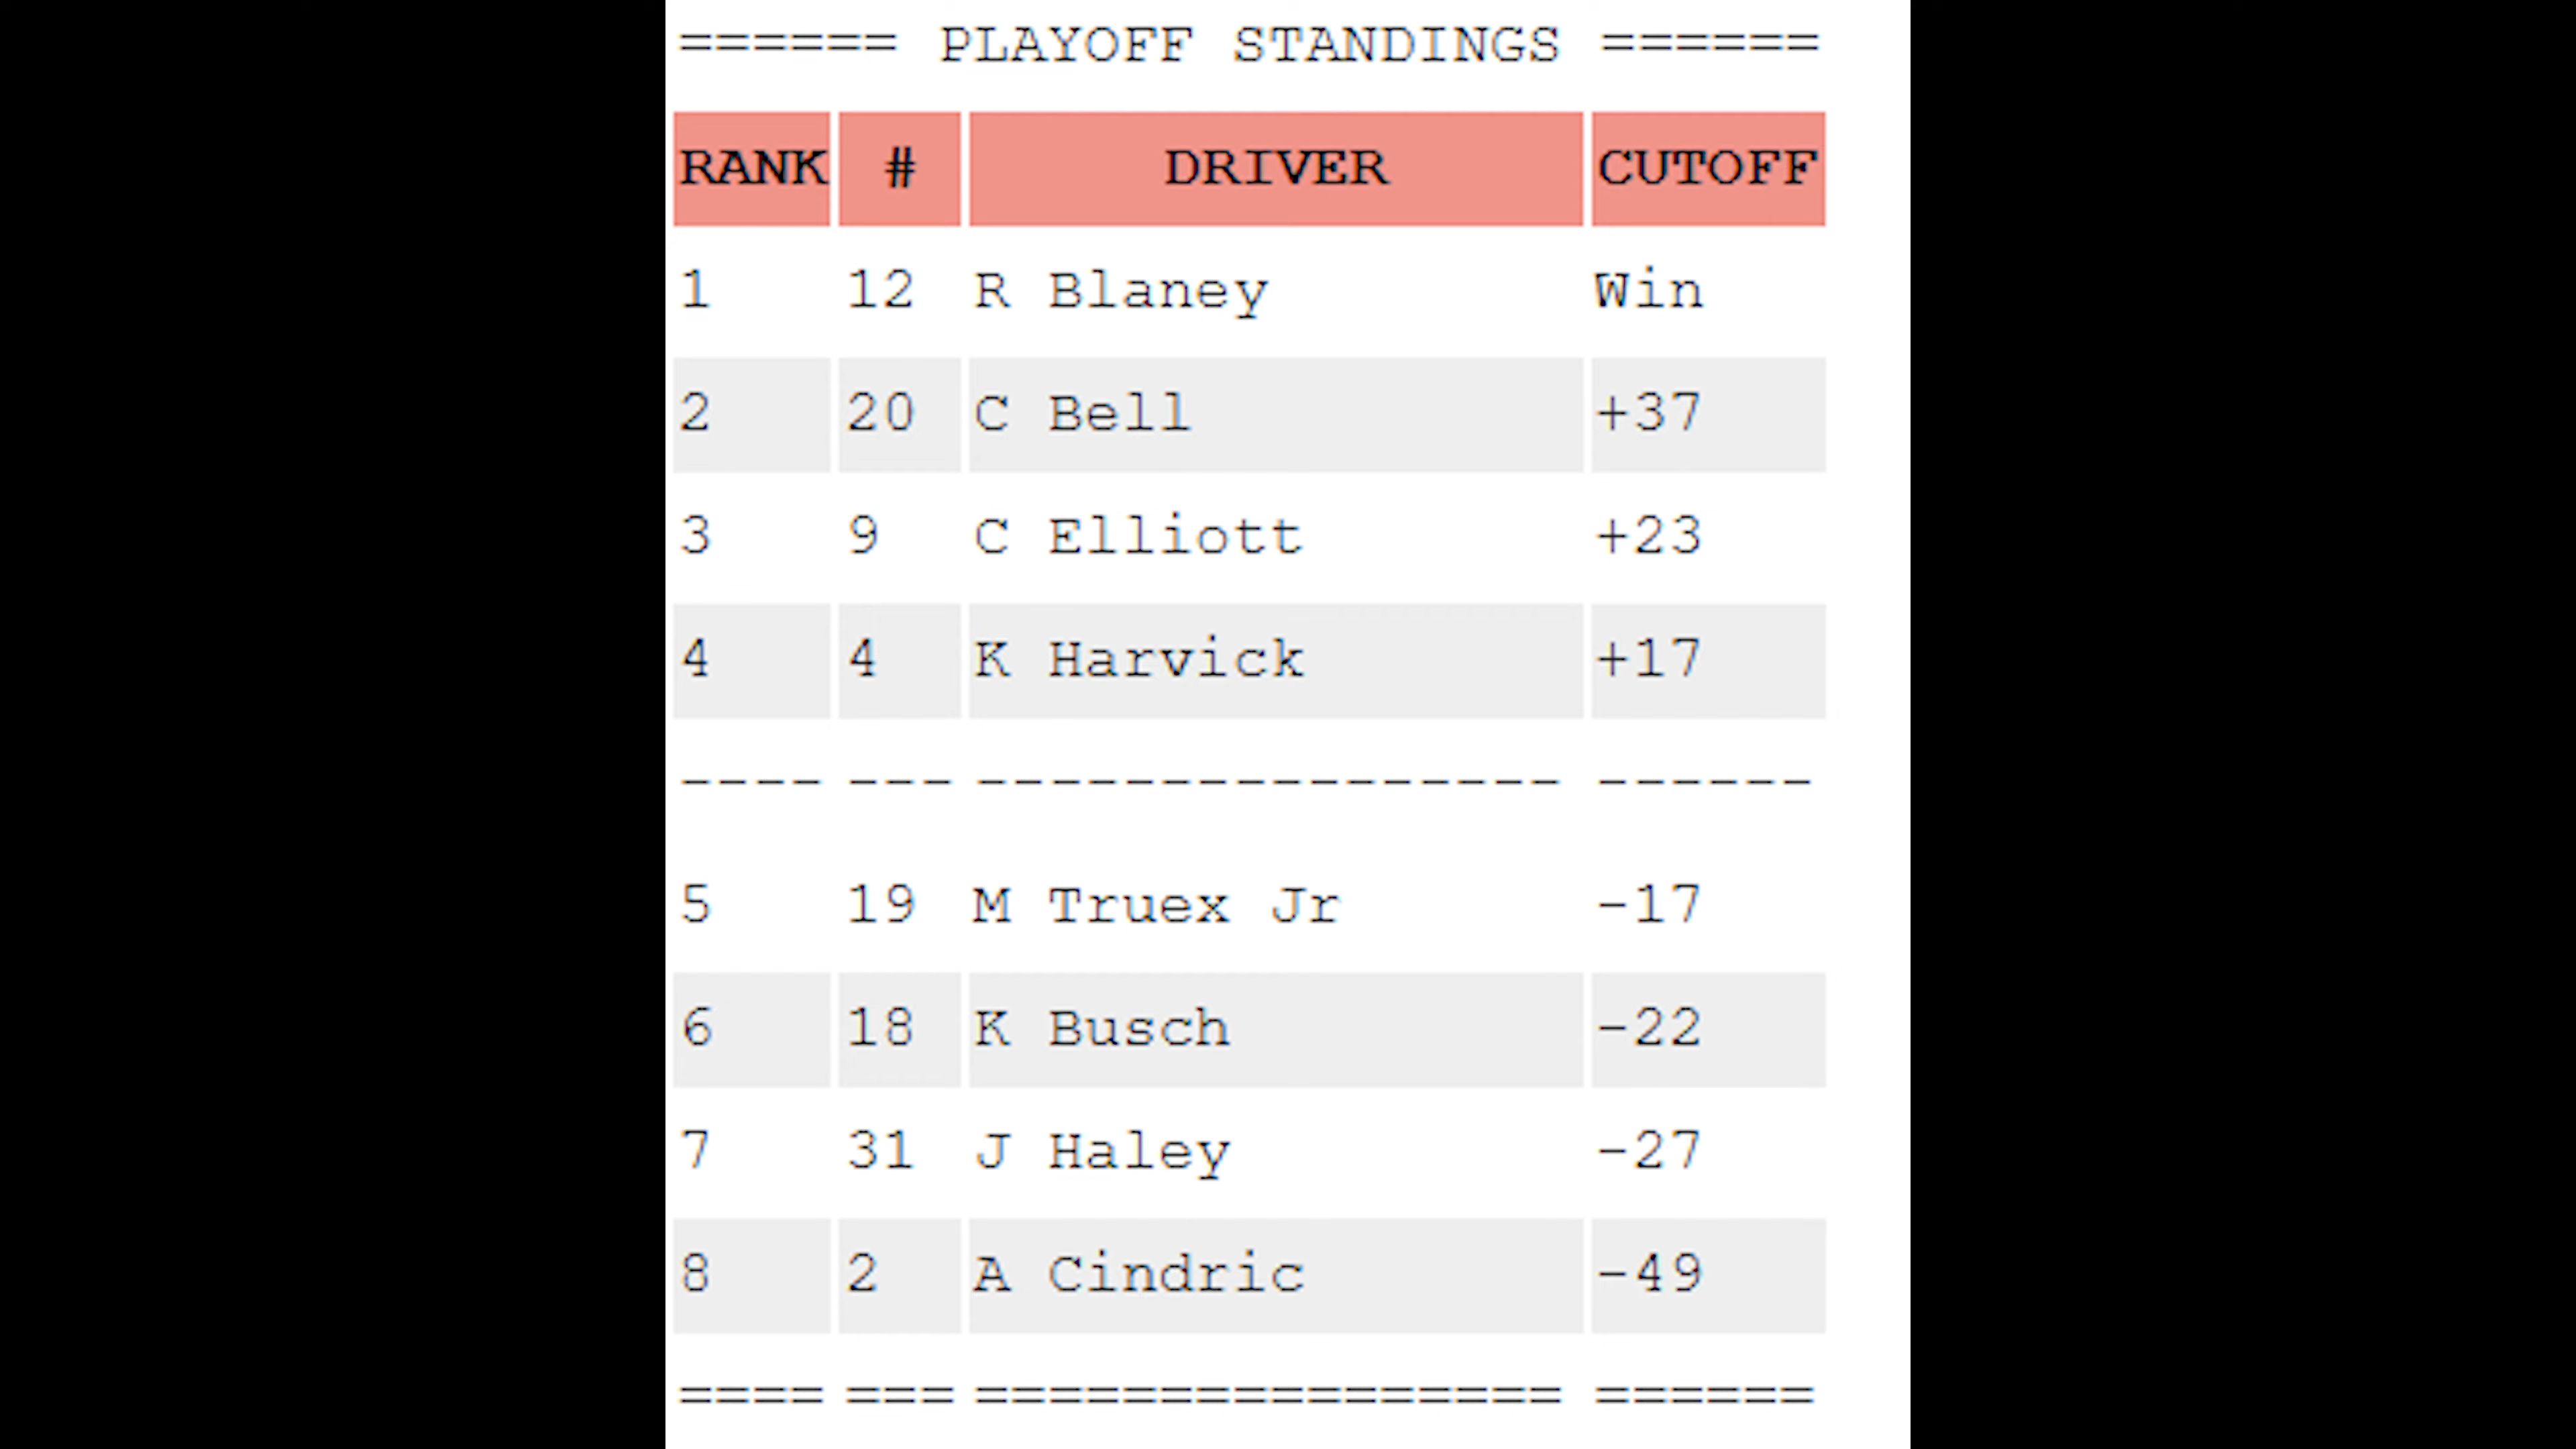 ====== PLAYOFF STANDINGS ======
RANK # DRIVER CUTOFF
1 12 R Blaney Win
2 20 C Bell +37
3 9 C Elliott +23
4 4 K Harvick +17
---- --- ---------------- ------
5 19 M Truex Jr -17
6 18 K Busch -22
7 31 J Haley -27
8 2 A Cindric -49
==== === ================ ======